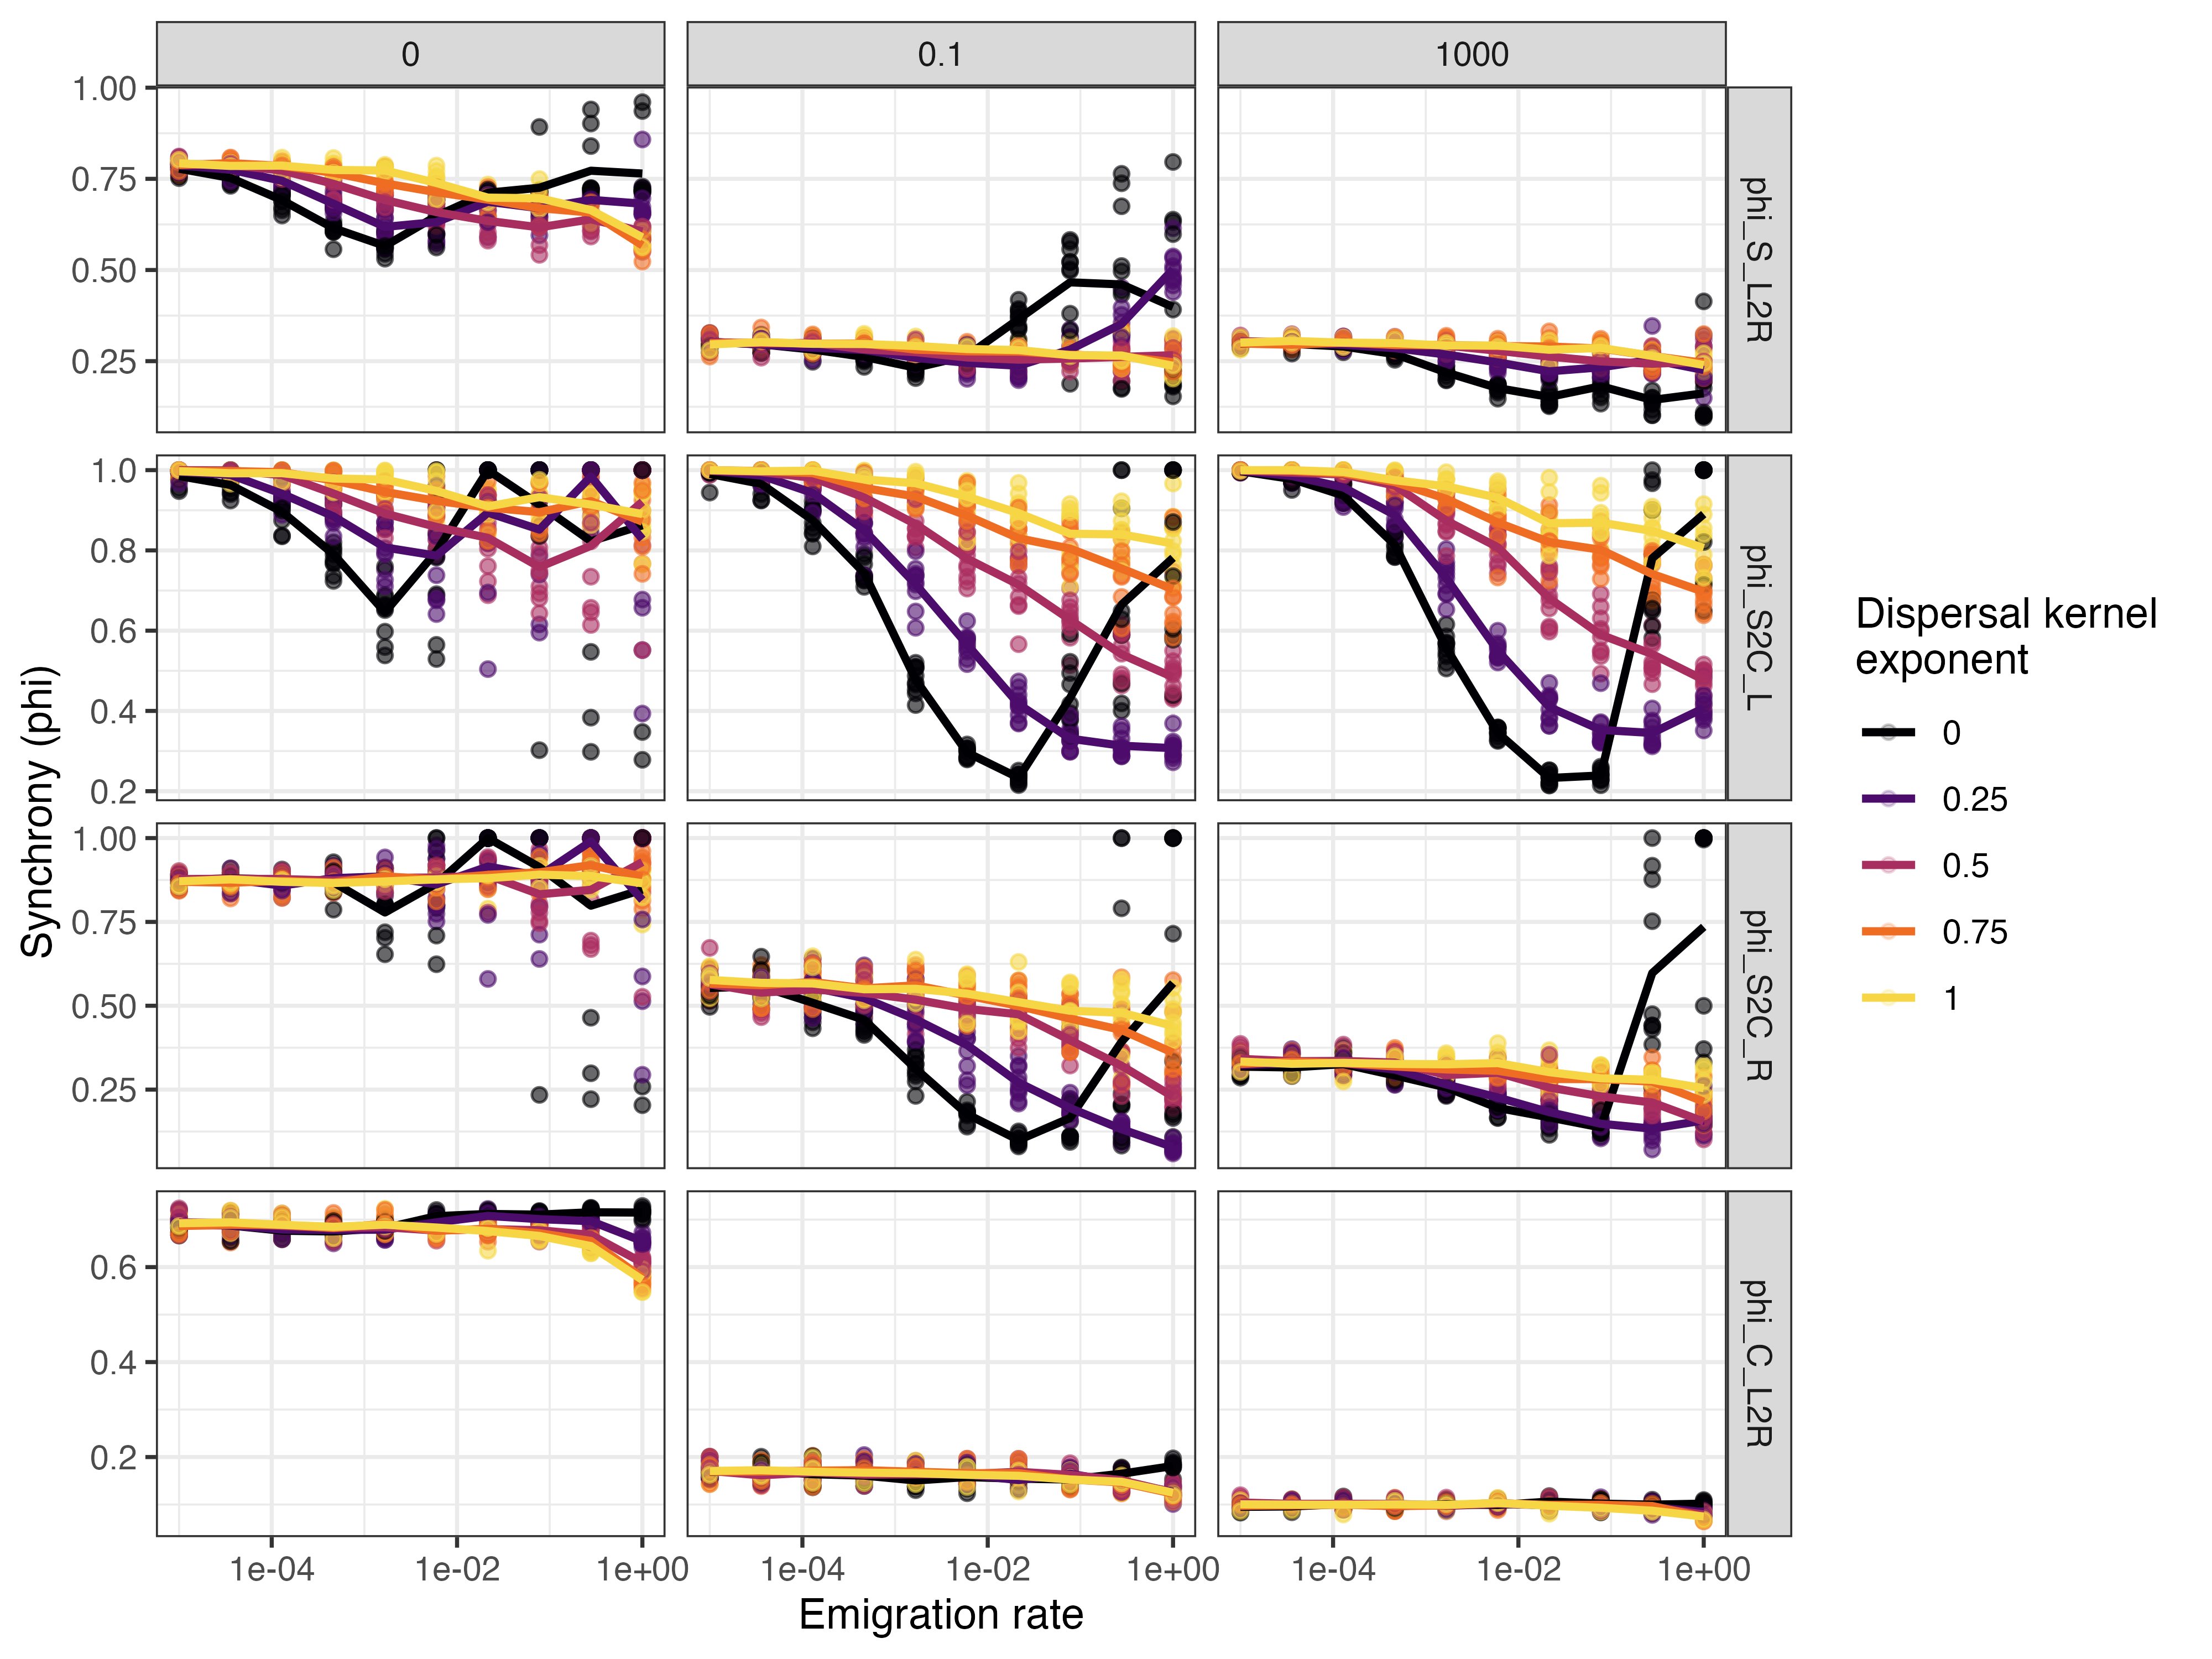 0
0.1
1000
1.00
0.75
0.50
0.25
phi_S_L2R
1.0
0.8
0.6
0.4
0.2
phi_S2C_L
1.00
0.75
0.50
0.25
phi_S2C_R
0.6
0.4
0.2
phi_C_L2R
1e-04
1e-02
1e+00
1e-04
1e-02
1e+00
1e-04
1e-02
1e+00
Emigration rate
Synchrony (phi)
Dispersal kernel
exponent
0
0.25
0.5
0.75
1